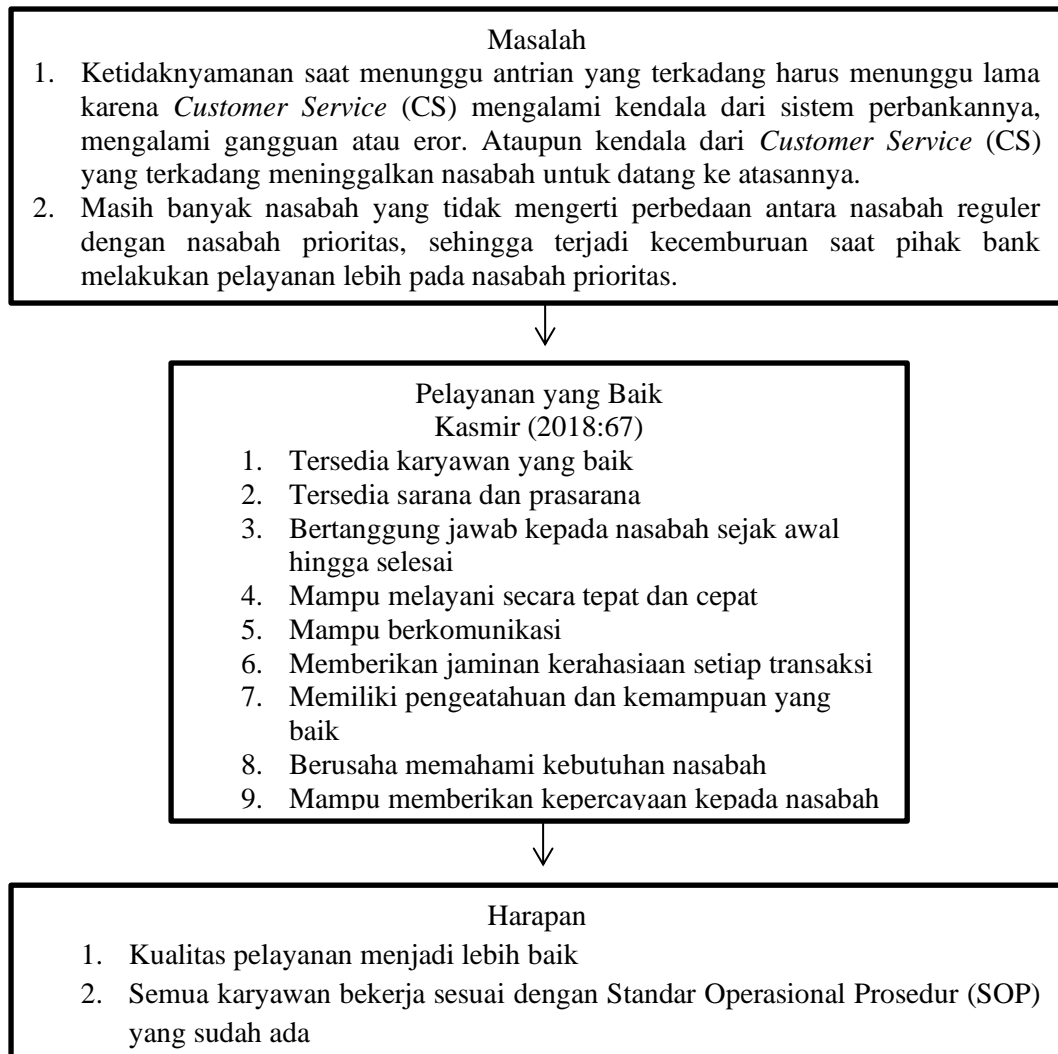 Masalah
1. Ketidaknyamanan saat menunggu antrian yang terkadang harus menunggu lama
karena Customer Service (CS) mengalami kendala dari sistem perbankannya,
mengalami gangguan atau eror. Ataupun kendala dari Customer Service (CS)
yang terkadang meninggalkan nasabah untuk datang ke atasannya.
2. Masih banyak nasabah yang tidak mengerti perbedaan antara nasabah reguler
dengan nasabah prioritas, sehingga terjadi kecemburuan saat pihak bank
melakukan pelayanan lebih pada nasabah prioritas.
Pelayanan yang Baik
Kasmir (2018:67)
1. Tersedia karyawan yang baik
2. Tersedia sarana dan prasarana
3. Bertanggung jawab kepada nasabah sejak awal
hingga selesai
4. Mampu melayani secara tepat dan cepat
5. Mampu berkomunikasi
6. Memberikan jaminan kerahasiaan setiap transaksi
7. Memiliki pengeatahuan dan kemampuan yang
baik
8. Berusaha memahami kebutuhan nasabah
9. Mampu memberikan kepercayaan kepada nasabah
Harapan
1. Kualitas pelayanan menjadi lebih baik
2. Semua karyawan bekerja sesuai dengan Standar Operasional Prosedur (SOP)
yang sudah ada